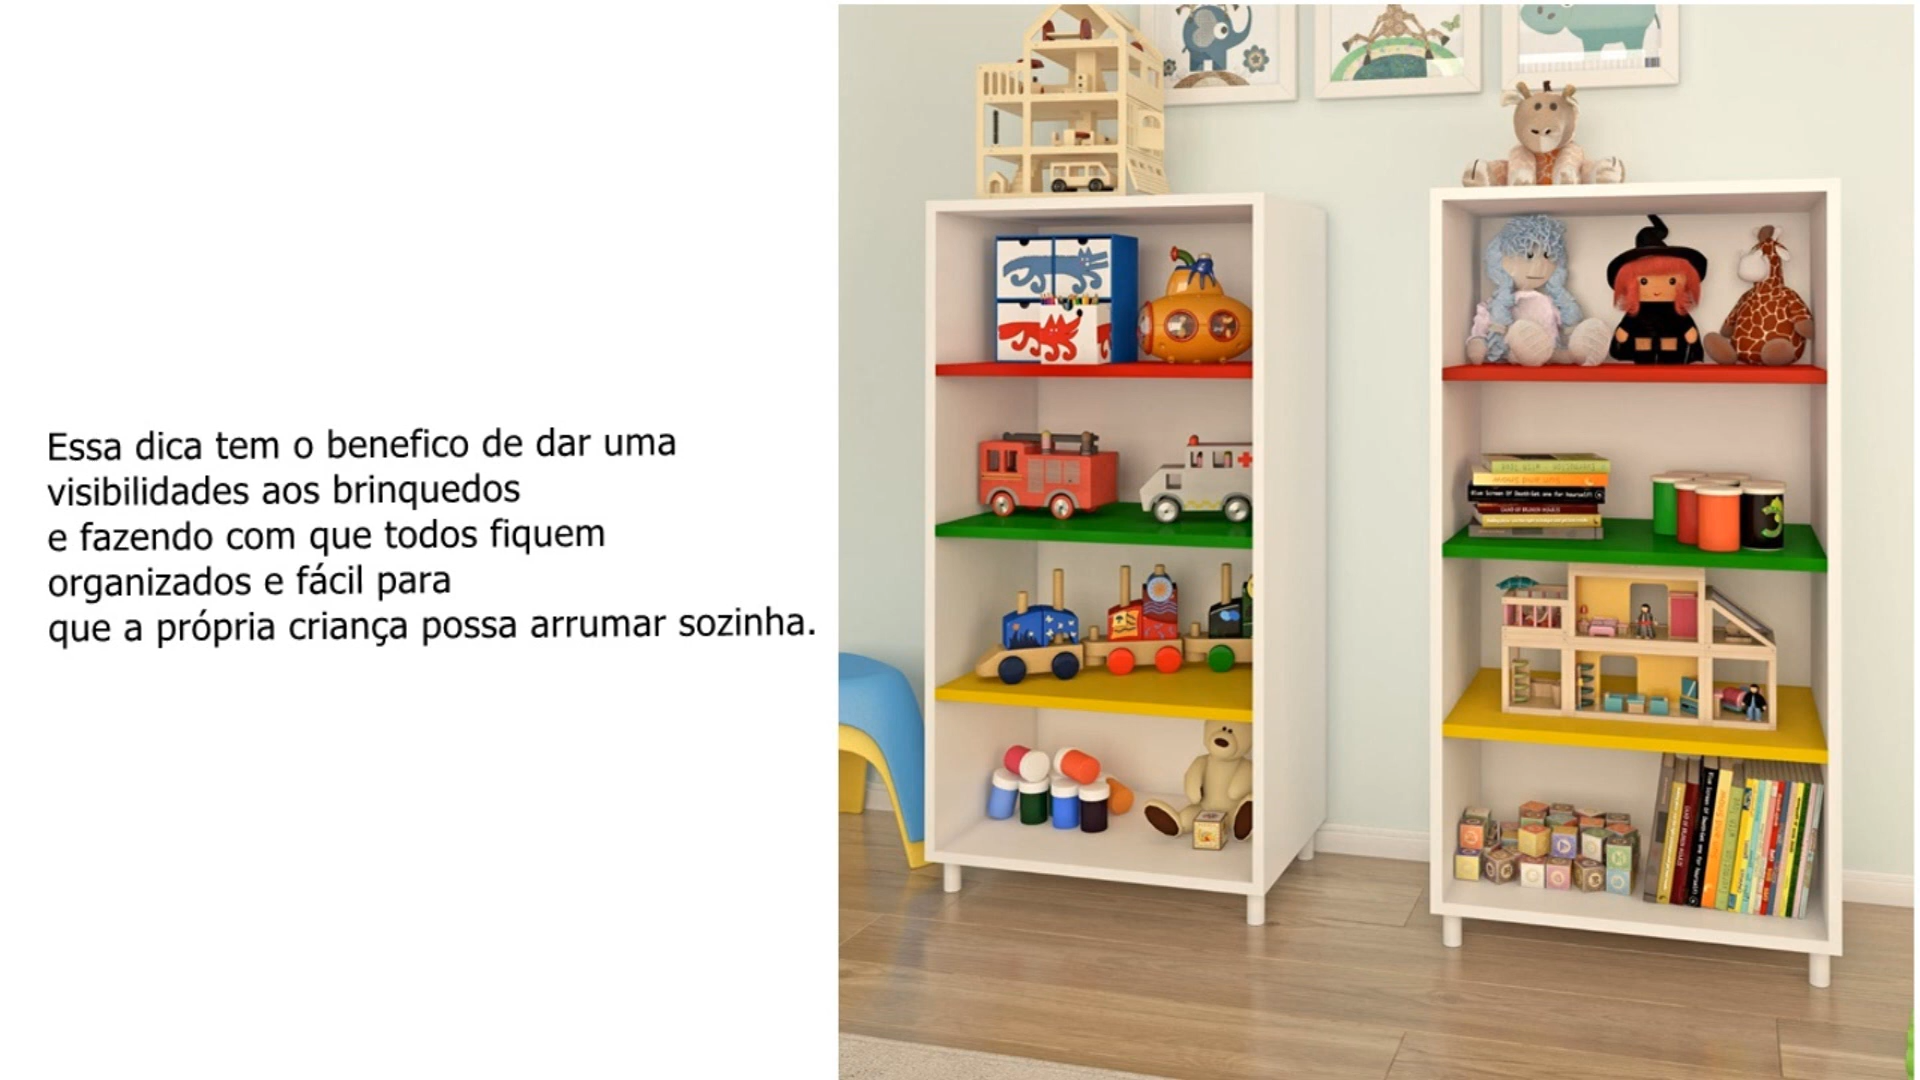 Essa dica tem o benefico de dar uma
visibilidades aos brinquedos
e fazendo com que todos fiquem
organizados e fácil para
que a própria criança possa arrumar sozinha.